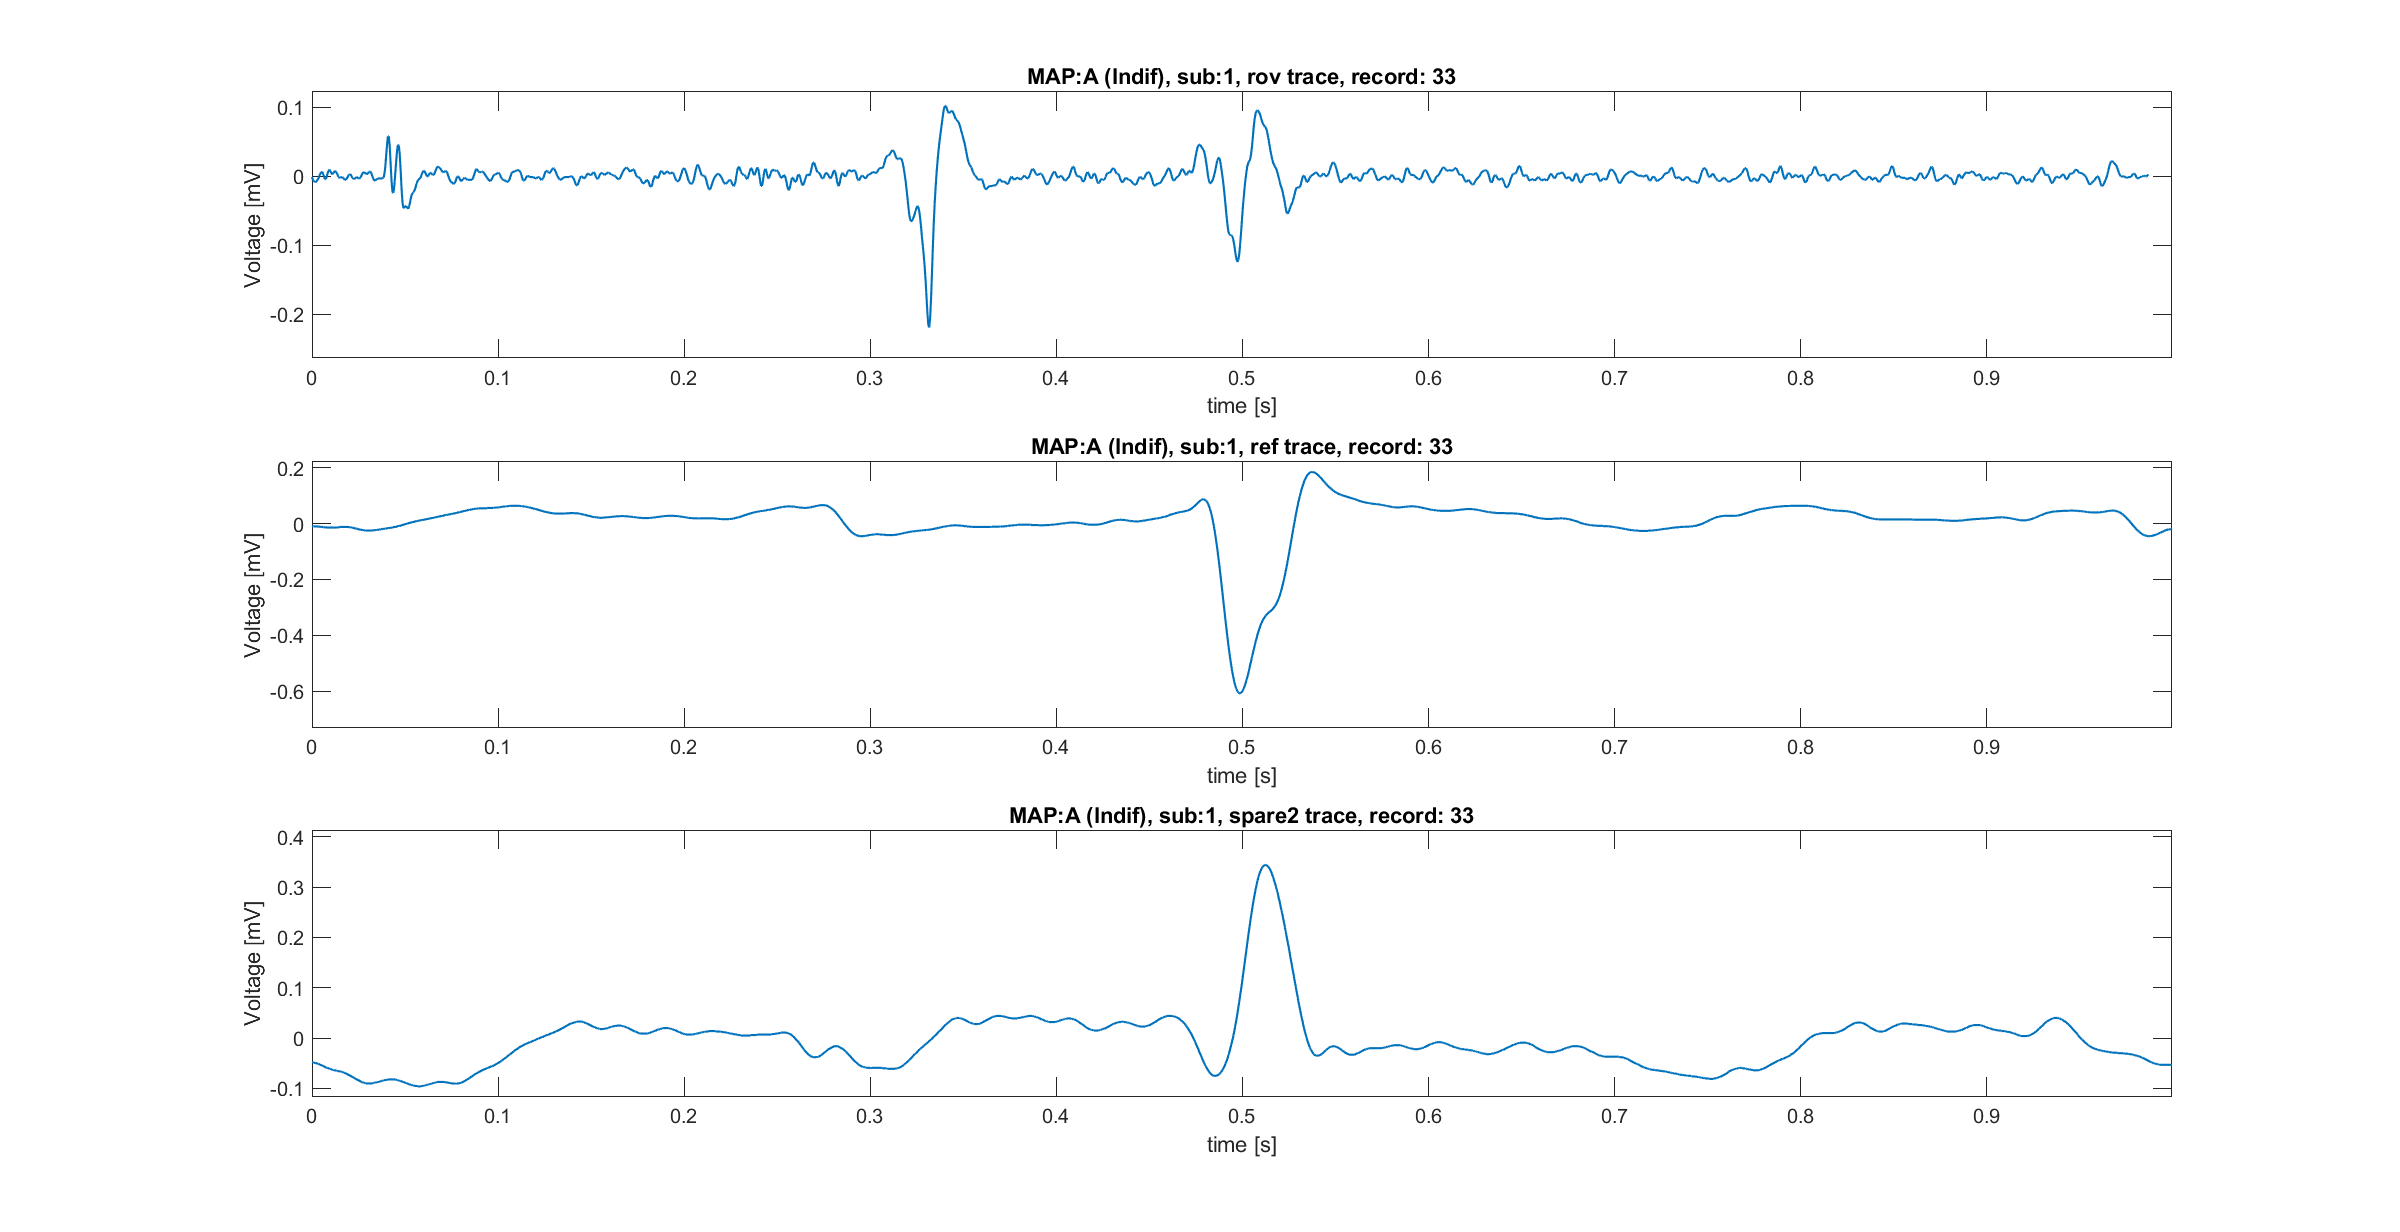 MAP:A (Indif), sub:1, rov trace, record: 33
0.1
0
-0.1
-0.2
Voltage [mV]
0 0.1 0.2 0.3 0.4 0.5 0.6 0.7 0.8 0.9
time [s]
MAP:A (Indif), sub:1, ref trace, record: 33
0.2
0
-0.2
-0.4
-0.6
Voltage [mV]
0 0.1 0.2 0.3 0.4 0.5 0.6 0.7 0.8 0.9
time [s]
MAP:A (Indif), sub:1, spare2 trace, record: 33
0.4
0.3
0.2
0.1
0
-0.1
Voltage [mV]
0 0.1 0.2 0.3 0.4 0.5 0.6 0.7 0.8 0.9
time [s]